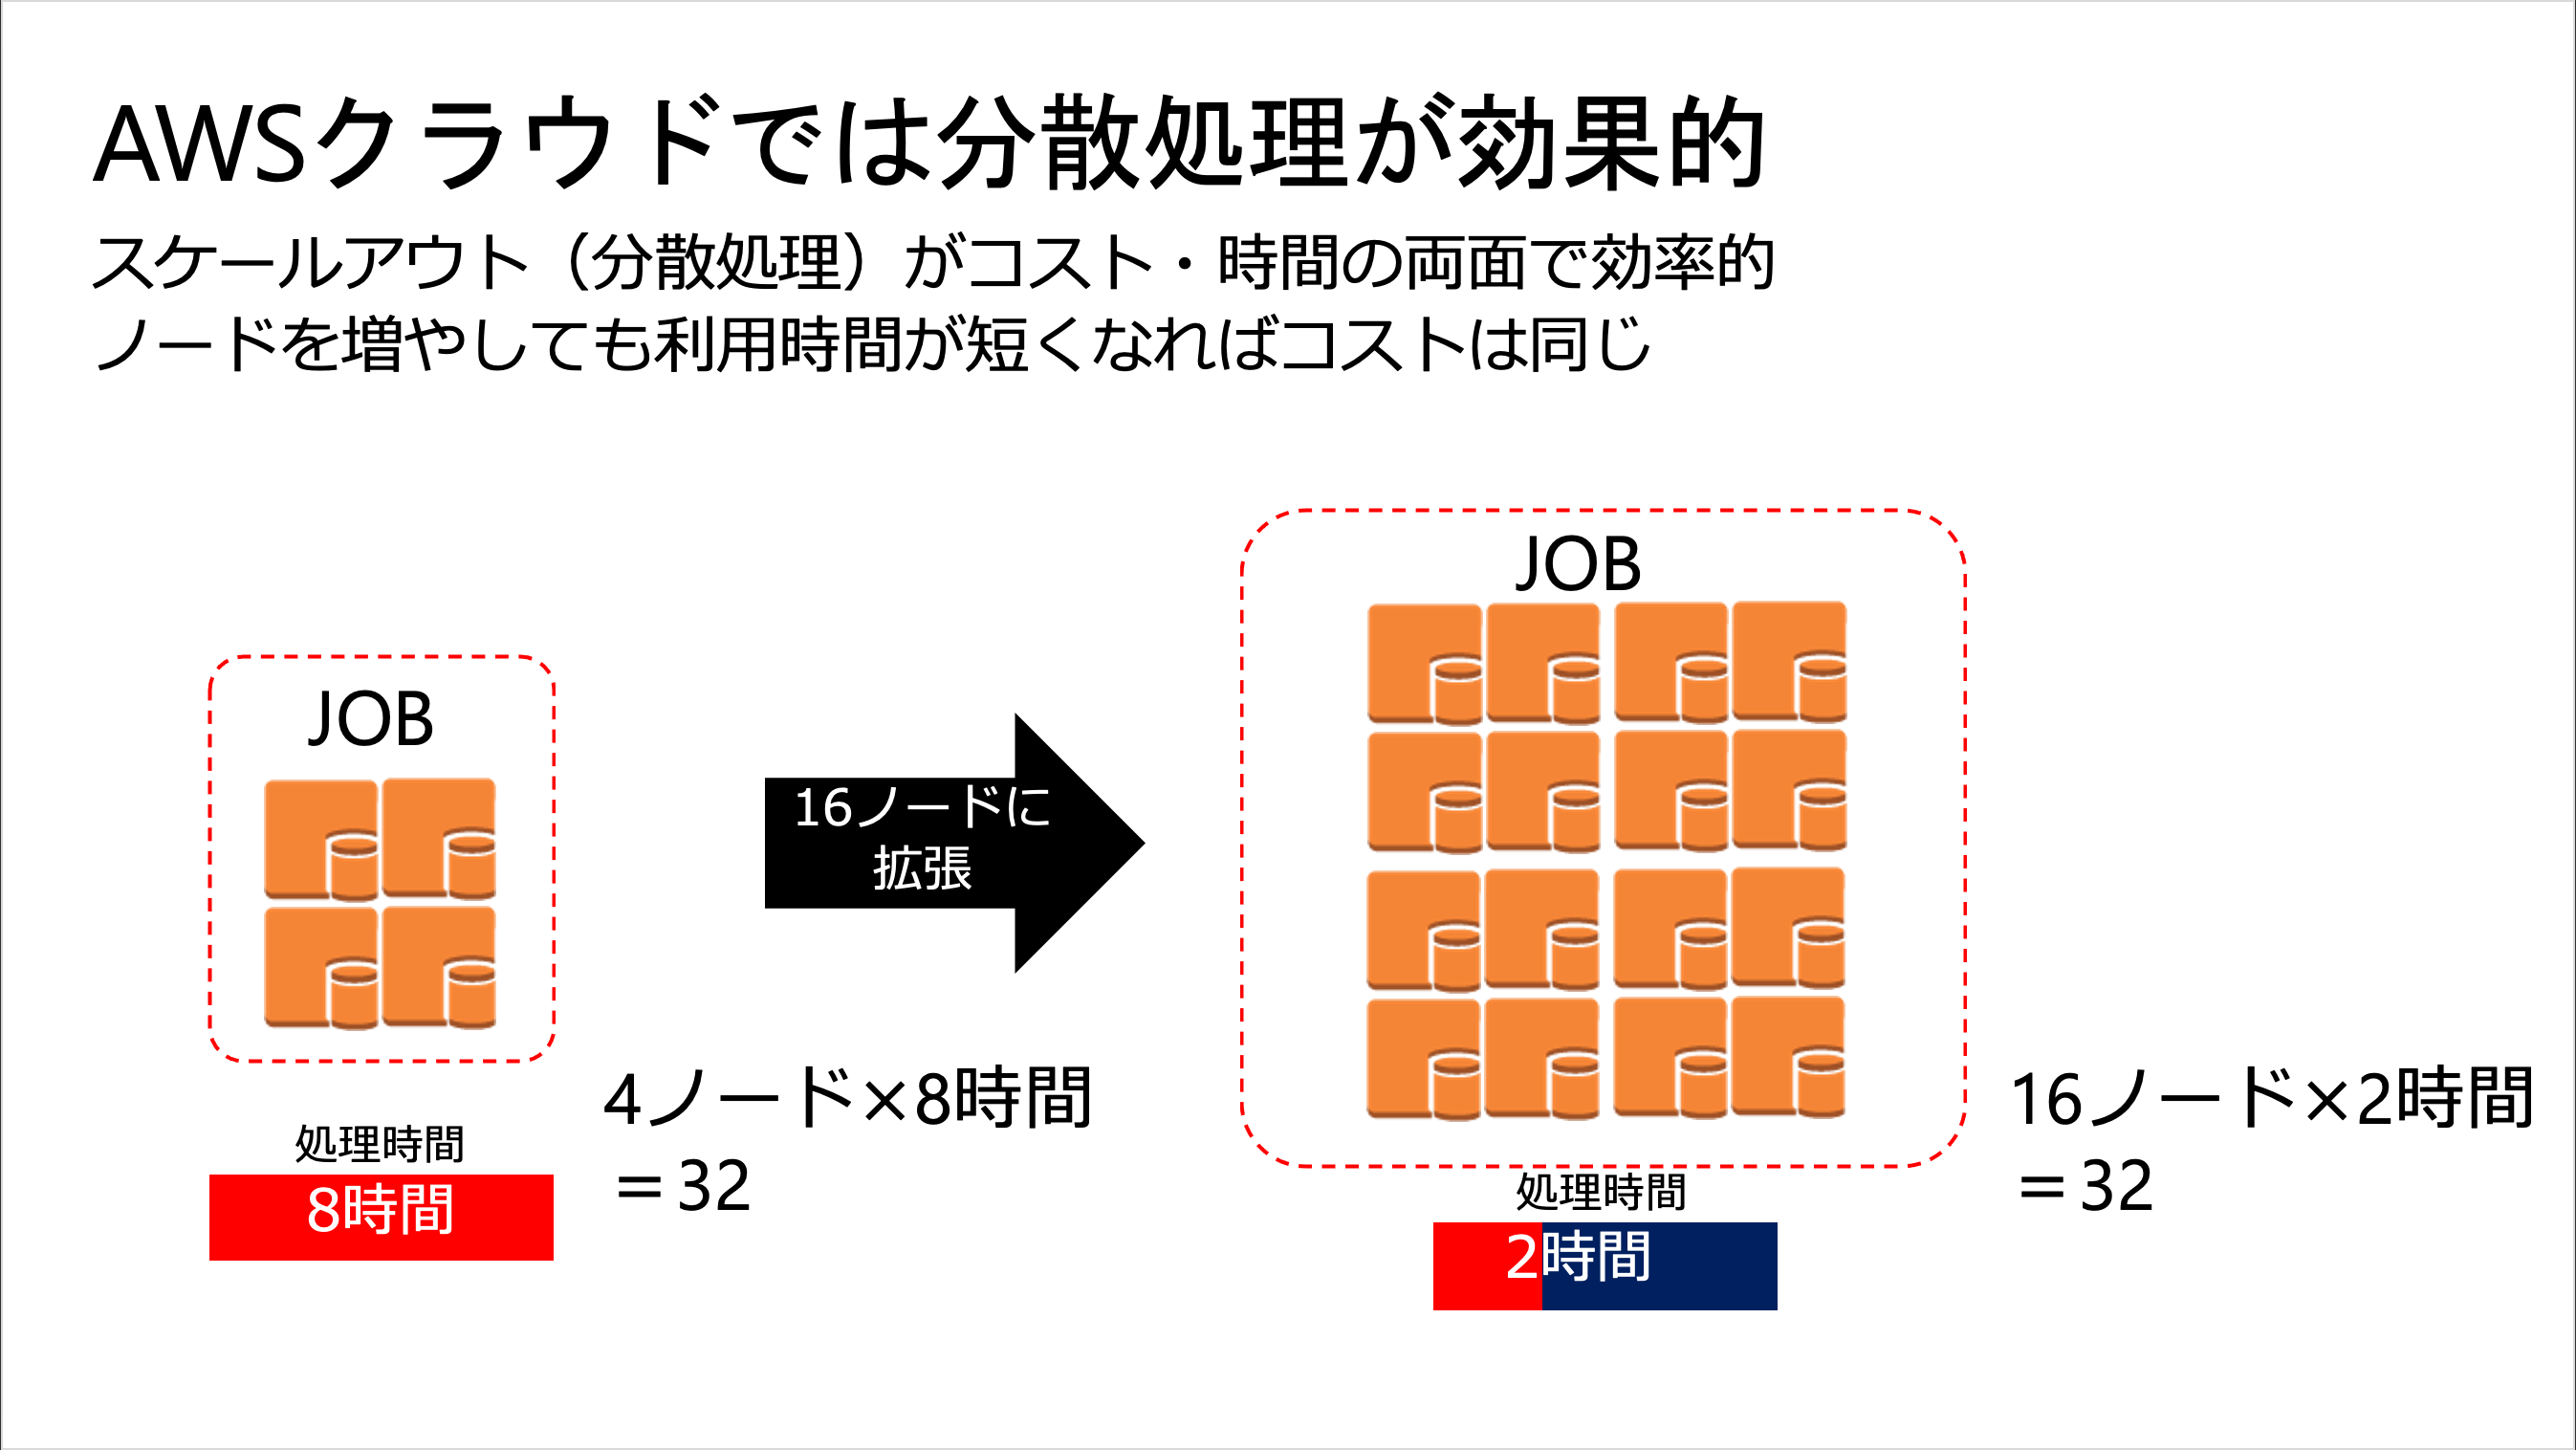 AWSクラウドでは分散処理が効果的
スケールアウト（分散処理）がコスト・時間の両面で効率的
ノードを増やしても利用時間が短くなればコストは同じ
JOB
処理時間
8時間
4ノード×8時間
＝32
16ノードに
拡張
JOB
処理時間
2時間
16ノード×2時間
＝32